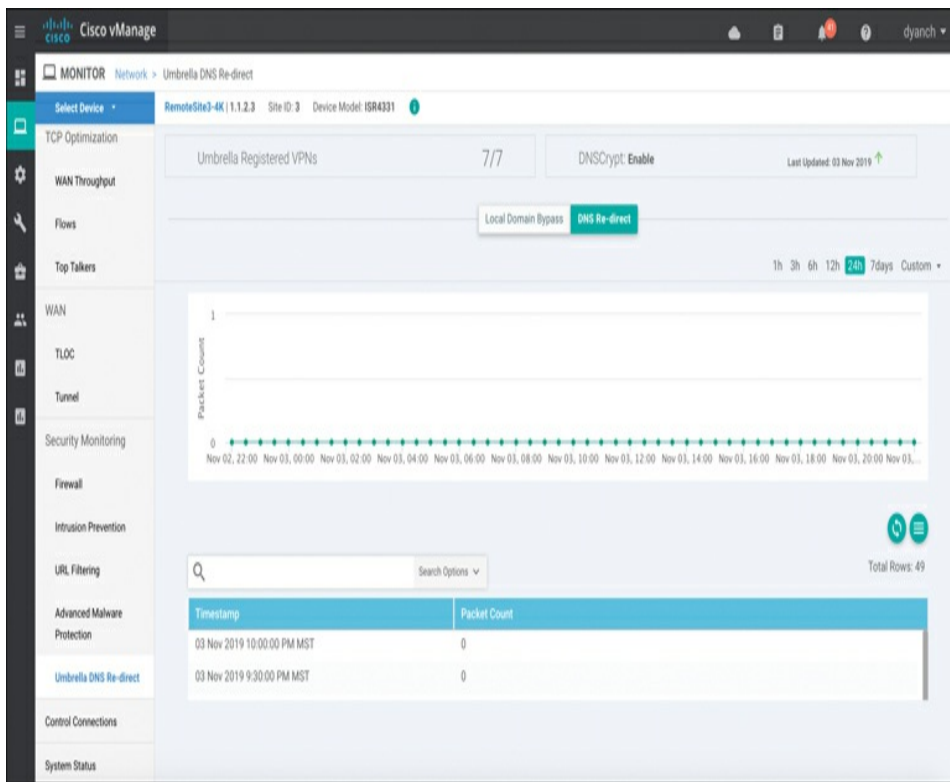 CISCO Cisco vManage
41
dyanch
MONITOR Network > Umbrella DNS Re-direct
Select Device
RemoteSite3-4K | 1.1.2.3 Site ID: 3 Device Model: ISR4331
TCP Optimization
WAN Throughput
Flows
Top Talkers
WAN
TLOC
Tunnel
Security Monitoring
Firewall
Intrusion Prevention
URL Filtering
Advanced Malware
Protection
Umbrella DNS Re-direct
Control Connections
System Status
Umbrella Registered VPNs 7/7
DNSCrypt: Enable Last Updated: 03 Nov 2019
Local Domain Bypass DNS Re-direct
1h 3h 6h 12h 24h 7days Custom
Packet Count
1
0
Nov 02, 22:00 Nov 03, 00:00 Nov 03, 02:00 Nov 03, 04:00 Nov 03, 06:00 Nov 03, 08:00 Nov 03, 10:00 Nov 03, 12:00 Nov 03, 14:00 Nov 03, 16:00 Nov 03, 18:00 Nov 03, 20:00 Nov 03,...
Search Options
Total Rows: 49
Timestamp Packet Count
03 Nov 2019 10:00:00 PM MST 0
03 Nov 2019 9:30:00 PM MST 0